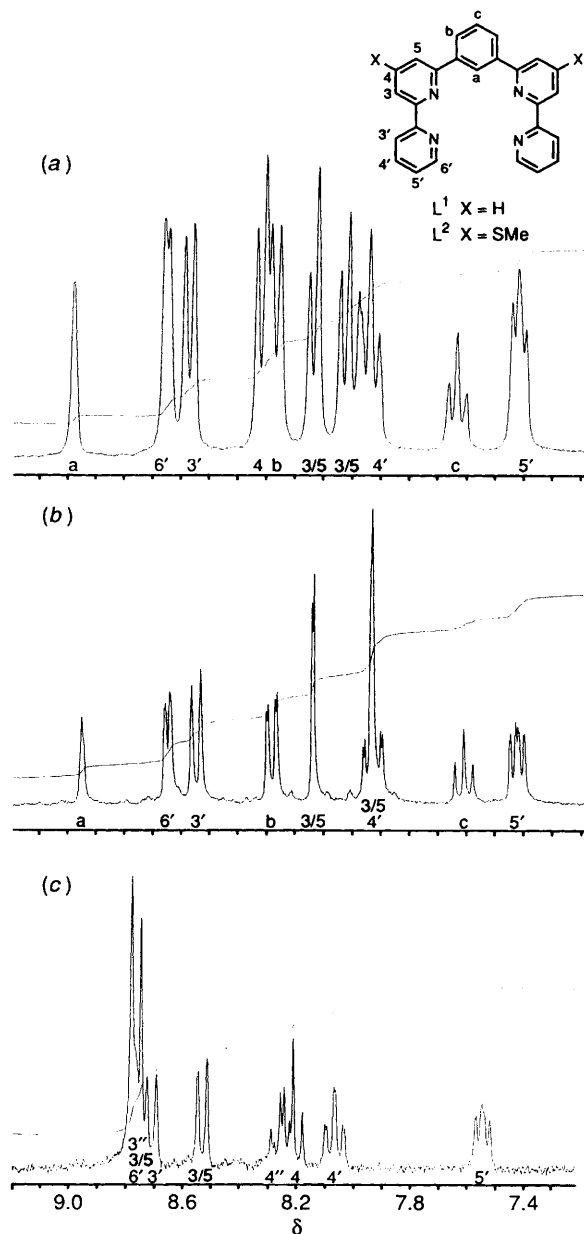 c
b
X
5
a
X
4
3
N
N
3′
N
N
4′
6′
5′
L¹ X = H
L² X = SMe
(a)
a 6′ 3′ 4 b 3/5 3/5 4′ c 5′
(b)
3/5
a 6′ 3′ b 3/5 4′ c 5′
(c)
3″
3/5
6′ 3′ 3/5 4″ 4 4′ 5′
9.0 8.6 8.2 7.8 7.4
δ